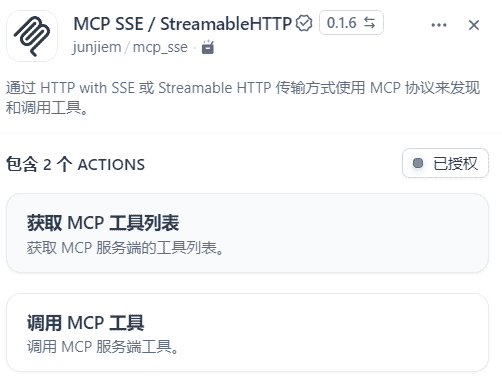 MCP SSE / StreamableHTTP 0.1.6
junjiem / mcp_sse
通过 HTTP with SSE 或 Streamable HTTP 传输方式使用 MCP 协议来发现
和调用工具。
包含 2 个 ACTIONS 已授权
获取 MCP 工具列表
获取 MCP 服务端的工具列表。
调用 MCP 工具
调用 MCP 服务端工具。